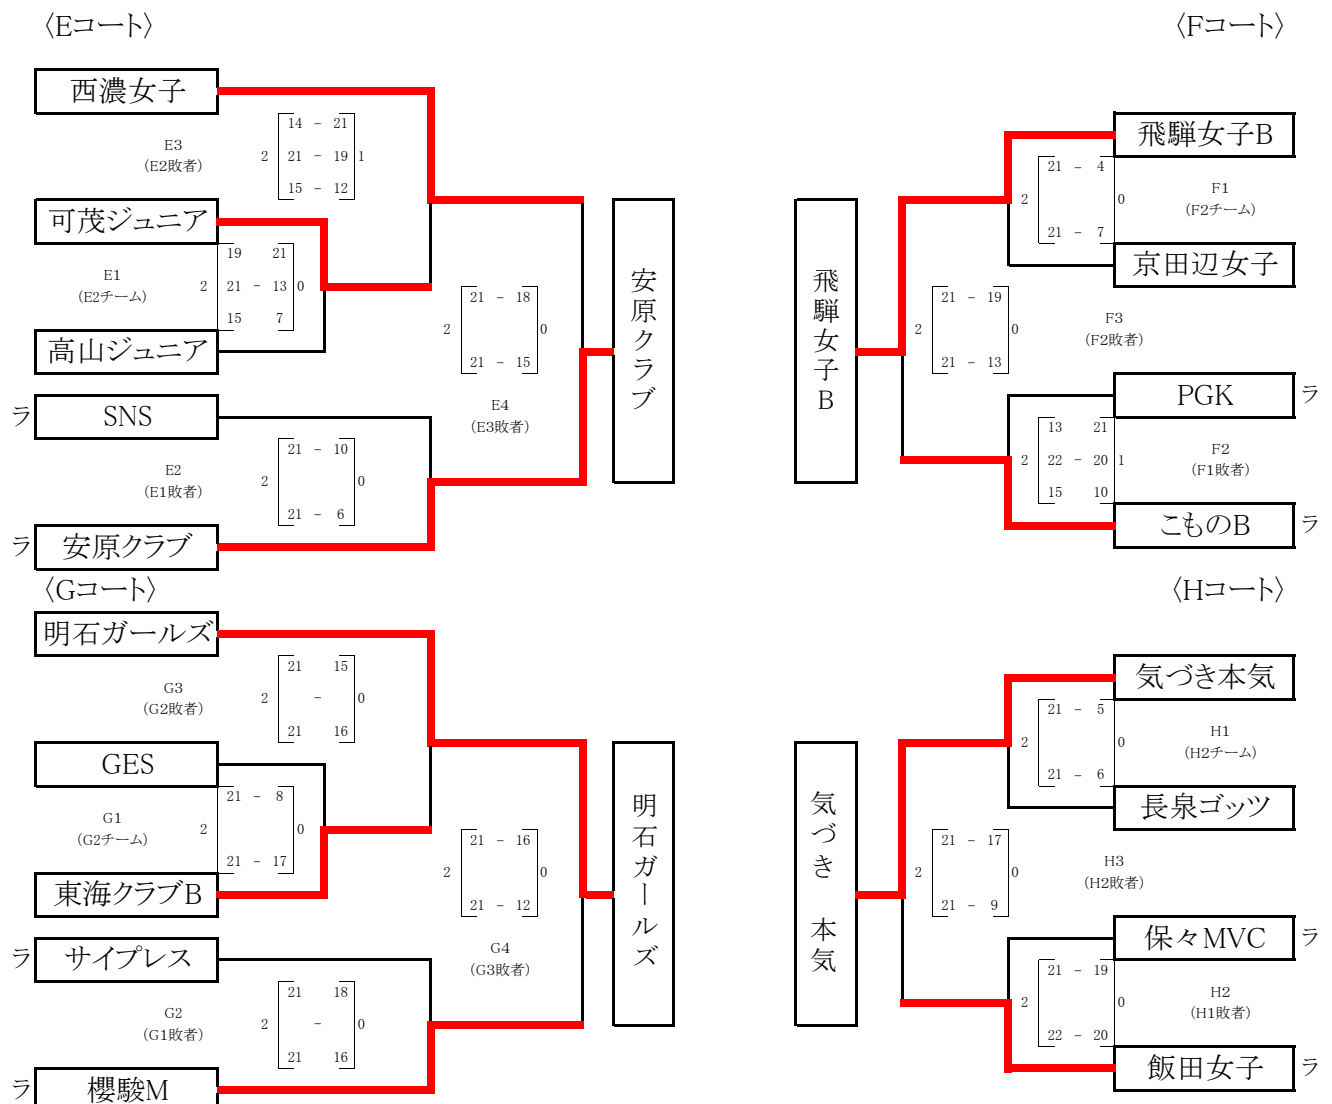 〈Eコート〉
西濃女子
E3
(E2敗者)
2
14 - 21
21 - 19
15 - 12
1
可茂ジュニア
E1
(E2チーム)
2
19 21
21 - 13
15 7
0
高山ジュニア
ラ
SNS
E2
(E1敗者)
2
21 - 10
21 - 6
0
ラ
安原クラブ
2
21 - 18
21 - 15
0
E4
(E3敗者)
安原クラブ
〈Fコート〉
飛騨女子B
飛騨女子B
2
21 - 4
21 - 7
0
F1
(F2チーム)
京田辺女子
2
21 - 19
21 - 13
0
F3
(F2敗者)
PGK
ラ
2
13 21
22 - 20
15 10
1
F2
(F1敗者)
こものB
ラ
〈Gコート〉
明石ガールズ
G3
(G2敗者)
2
21 15
-
21 16
0
GES
G1
(G2チーム)
2
21 - 8
21 - 17
0
東海クラブB
ラ
サイプレス
G2
(G1敗者)
2
21 18
-
21 16
0
ラ
櫻駿M
2
21 - 16
21 - 12
0
G4
(G3敗者)
明石ガールズ
〈Hコート〉
気づき 本気
気づき本気
2
21 - 5
21 - 6
0
H1
(H2チーム)
長泉ゴッツ
2
21 - 17
21 - 9
0
H3
(H2敗者)
保々MVC
ラ
2
21 - 19
22 - 20
0
H2
(H1敗者)
飯田女子
ラ